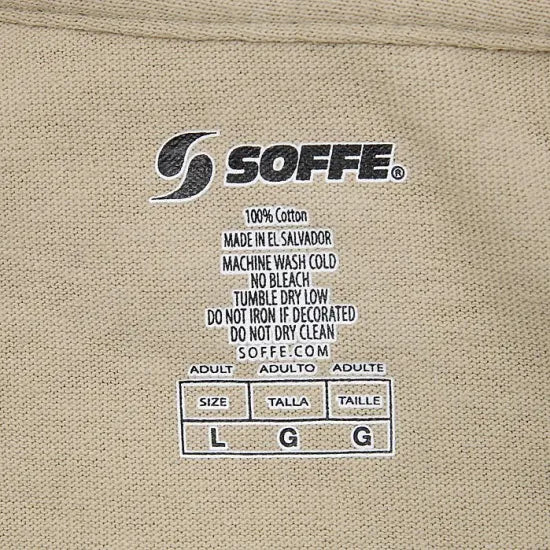 SOFFE®
100% Cotton
MADE IN EL SALVADOR
MACHINE WASH COLD
NO BLEACH
TUMBLE DRY LOW
DO NOT IRON IF DECORATED
DO NOT DRY CLEAN
SOFFE.COM
ADULT ADULTO ADULTE
SIZE TALLA TAILLE
L G G